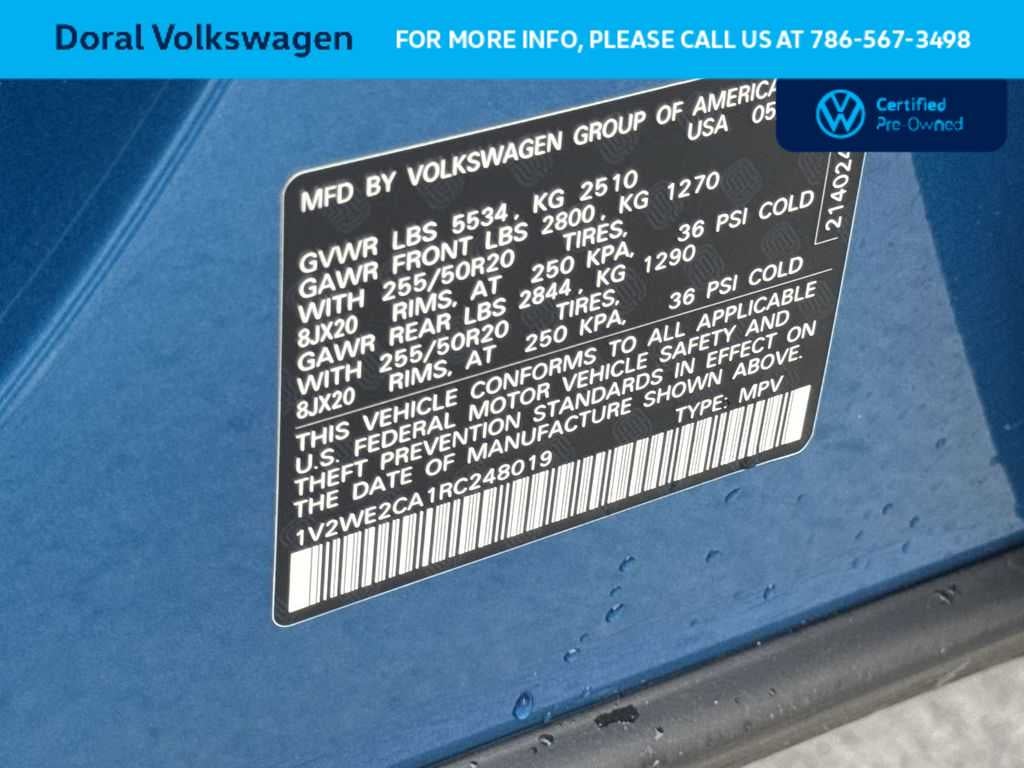 Doral Volkswagen
FOR MORE INFO, PLEASE CALL US AT 786-567-3498
Certified
Pre-Owned
MFD BY VOLKSWAGEN GROUP OF AMERICA
USA 05
GVWR LBS 5534, KG 2510
GAWR FRONT LBS 2800, KG 1270
WITH 255/50R20 TIRES,
8JX20 RIMS, AT 250 KPA, 36 PSI COLD
GAWR REAR LBS 2844, KG 1290
WITH 255/50R20 TIRES,
8JX20 RIMS, AT 250 KPA, 36 PSI COLD
THIS VEHICLE CONFORMS TO ALL APPLICABLE
U.S. FEDERAL MOTOR VEHICLE SAFETY AND
THEFT PREVENTION STANDARDS IN EFFECT ON
THE DATE OF MANUFACTURE SHOWN ABOVE.
1V2WE2CA1RC248019 TYPE: MPV
214024